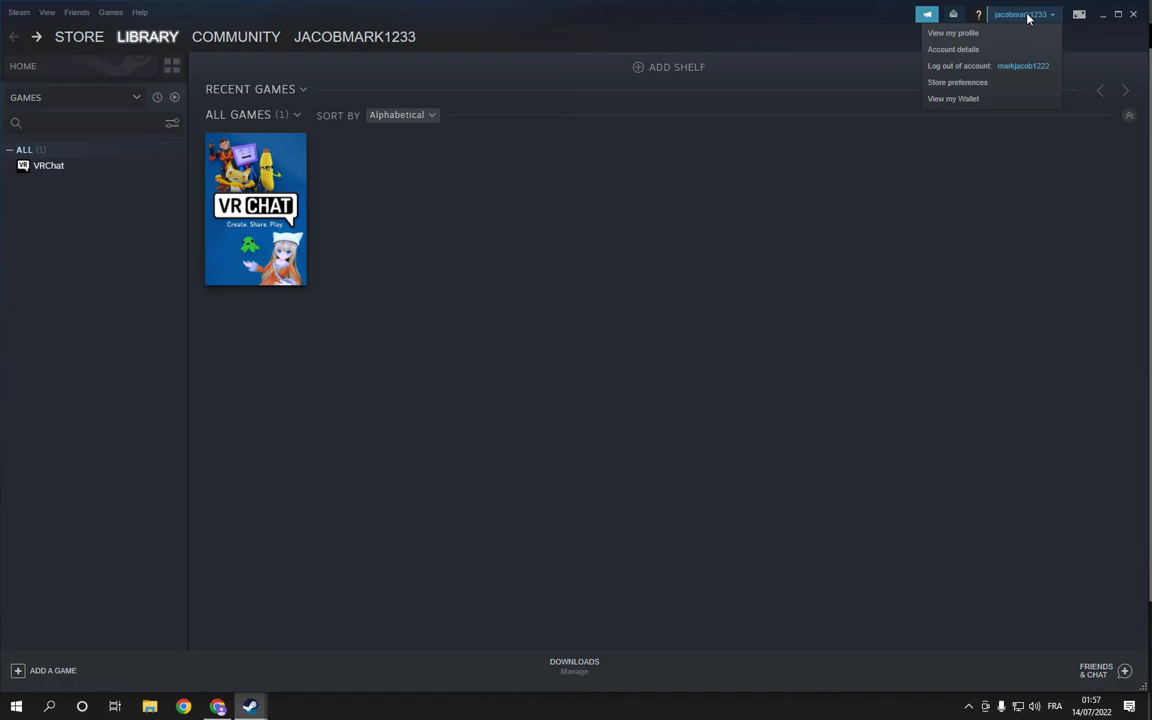 Steam View Friends Games Help
? jacobmark1233
STORE LIBRARY COMMUNITY JACOBMARK1233
View my profile
Account details
Log out of account: markjacob1222
Store preferences
View my Wallet
HOME
ADD SHELF
GAMES
RECENT GAMES
ALL GAMES (1) SORT BY Alphabetical
ALL (1)
VR VRChat
VR CHAT
Create. Share. Play.
ADD A GAME
DOWNLOADS
Manage
FRIENDS
& CHAT
FRA
01:57
14/07/2022